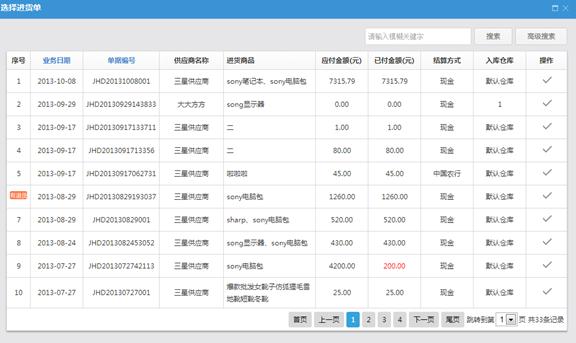 选择进货单
请输入模糊关键字 搜索 高级搜索
序号 业务日期 单据编号 供应商名称 进货商品 应付金额(元) 已付金额(元) 结算方式 入库仓库 操作
1 2013-10-08 JHD20131008001 三星供应商 sony笔记本、sony电脑包 7315.79 7315.79 现金 默认仓库
2 2013-09-29 JHD20130929143833 大大方方 song显示器 0.00 0.00 现金 1
3 2013-09-17 JHD20130917133711 三星供应商 二 1.00 1.00 现金 默认仓库
4 2013-09-17 JHD2013091713356 三星供应商 二 80.00 80.00 现金 默认仓库
5 2013-09-17 JHD20130917062731 三星供应商 啦啦啦 45.00 45.00 中国农行 默认仓库
2013-08-29 JHD20130829193037 三星供应商 sony电脑包 1260.00 1260.00 现金 默认仓库
7 2013-08-29 JHD20130829001 三星供应商 sharp、sony电脑包 520.00 520.00 现金 默认仓库
8 2013-08-24 JHD2013082453052 三星供应商 song显示器、sony电脑包 430.00 430.00 现金 默认仓库
9 2013-07-27 JHD2013072742113 三星供应商 sony电脑包 4200.00 200.00 现金 默认仓库
10 2013-07-27 JHD20130727001 三星供应商 爆款批发女靴子仿狐狸毛雪 25.00 25.00 现金 默认仓库
地靴短靴冬靴
首页 上一页 1 2 3 4 下一页 尾页 跳转到第 1 页 共33条记录